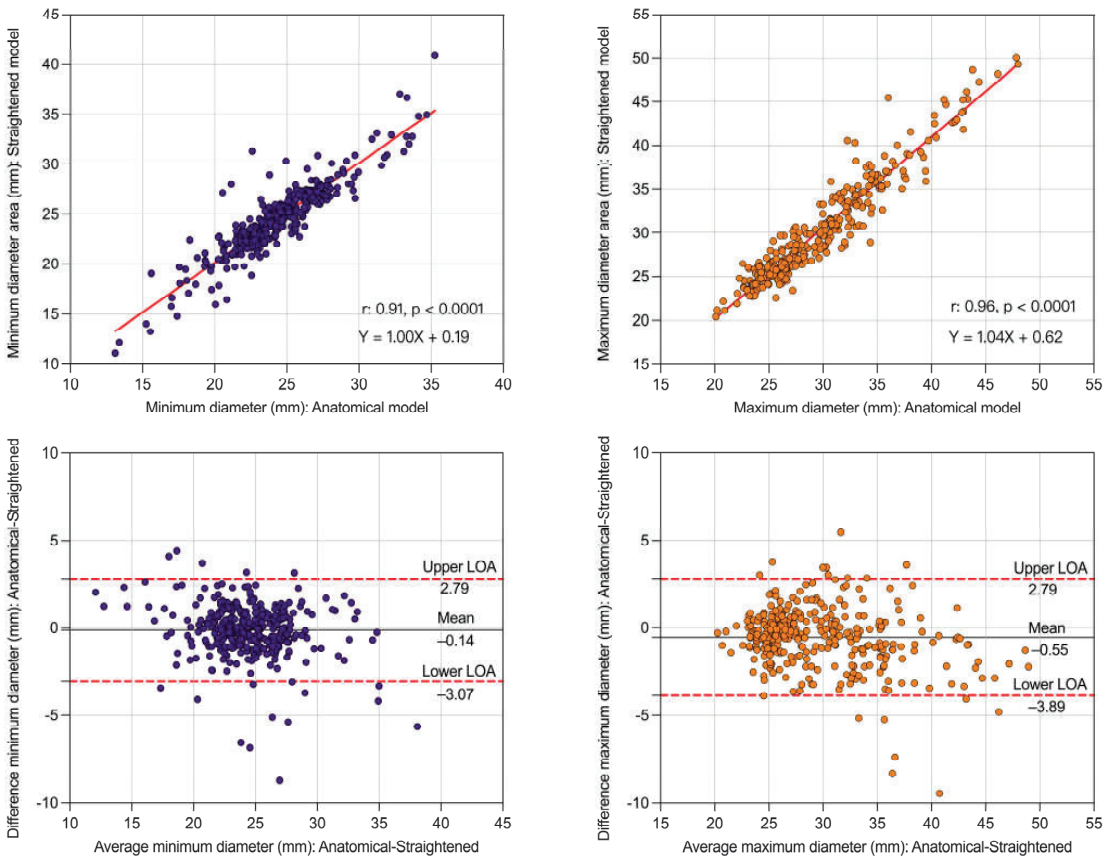 Minimum diameter area (mm): Straightened model
45
40
35
30
25
20
15
10
10 15 20 25 30 35 40
r: 0.91, p < 0.0001
Y = 1.00X + 0.19
Minimum diameter (mm): Anatomical model
Maximum diameter area (mm): Straightened model
55
50
45
40
35
30
25
20
15
15 20 25 30 35 40 45 50 55
r: 0.96, p < 0.0001
Y = 1.04X + 0.62
Maximum diameter (mm): Anatomical model
Difference minimum diameter (mm): Anatomical-Straightened
10
5
0
-5
-10
10 15 20 25 30 35 40 45
Upper LOA
2.79
Mean
–0.14
Lower LOA
–3.07
Average minimum diameter (mm): Anatomical-Straightened
Difference maximum diameter (mm): Anatomical-Straightened
10
5
0
-5
-10
15 20 25 30 35 40 45 50 55
Upper LOA
2.79
Mean
–0.55
Lower LOA
–3.89
Average maximum diameter (mm): Anatomical-Straightened